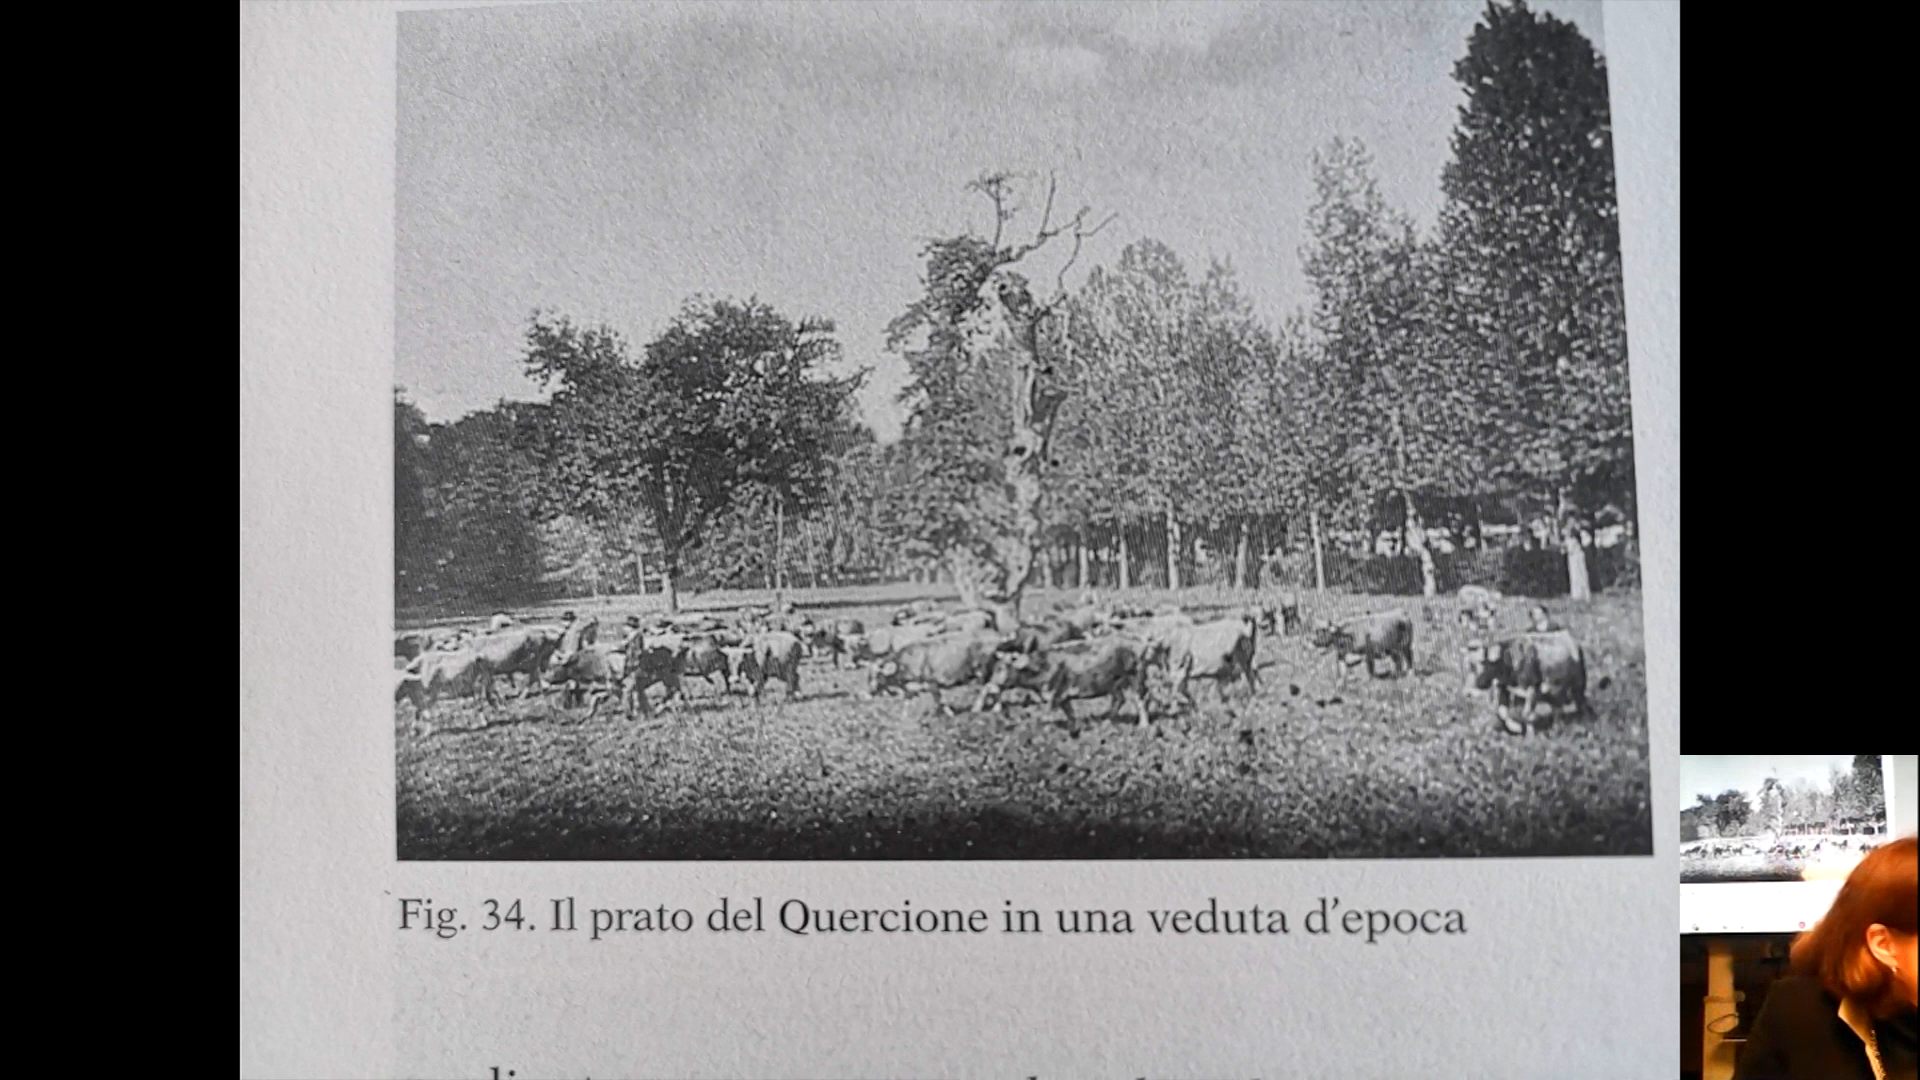 Fig. 34. Il prato del Quercione in una veduta d'epoca